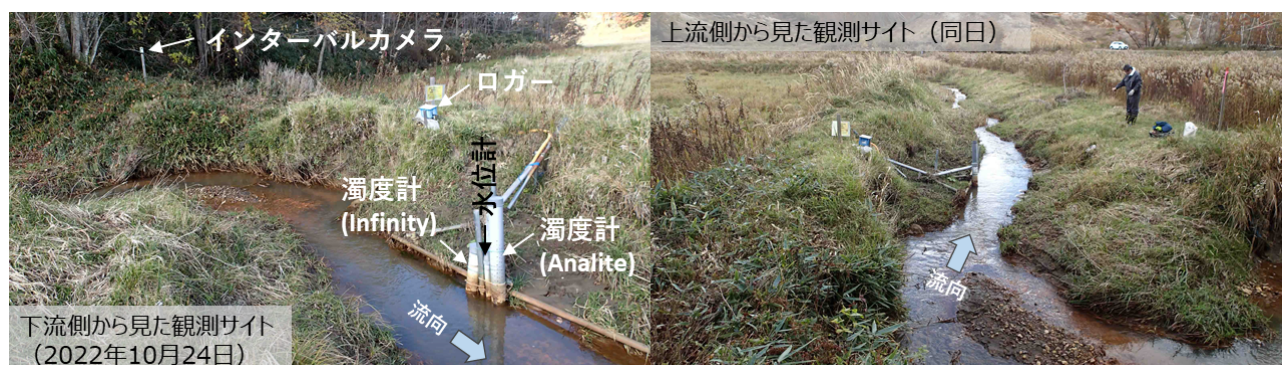 インターバルカメラ
ロガー
水位計
濁度計
(Infinity)
濁度計
(Analite)
流向
下流側から見た観測サイト
（2022年10月24日）
上流側から見た観測サイト（同日）
流向